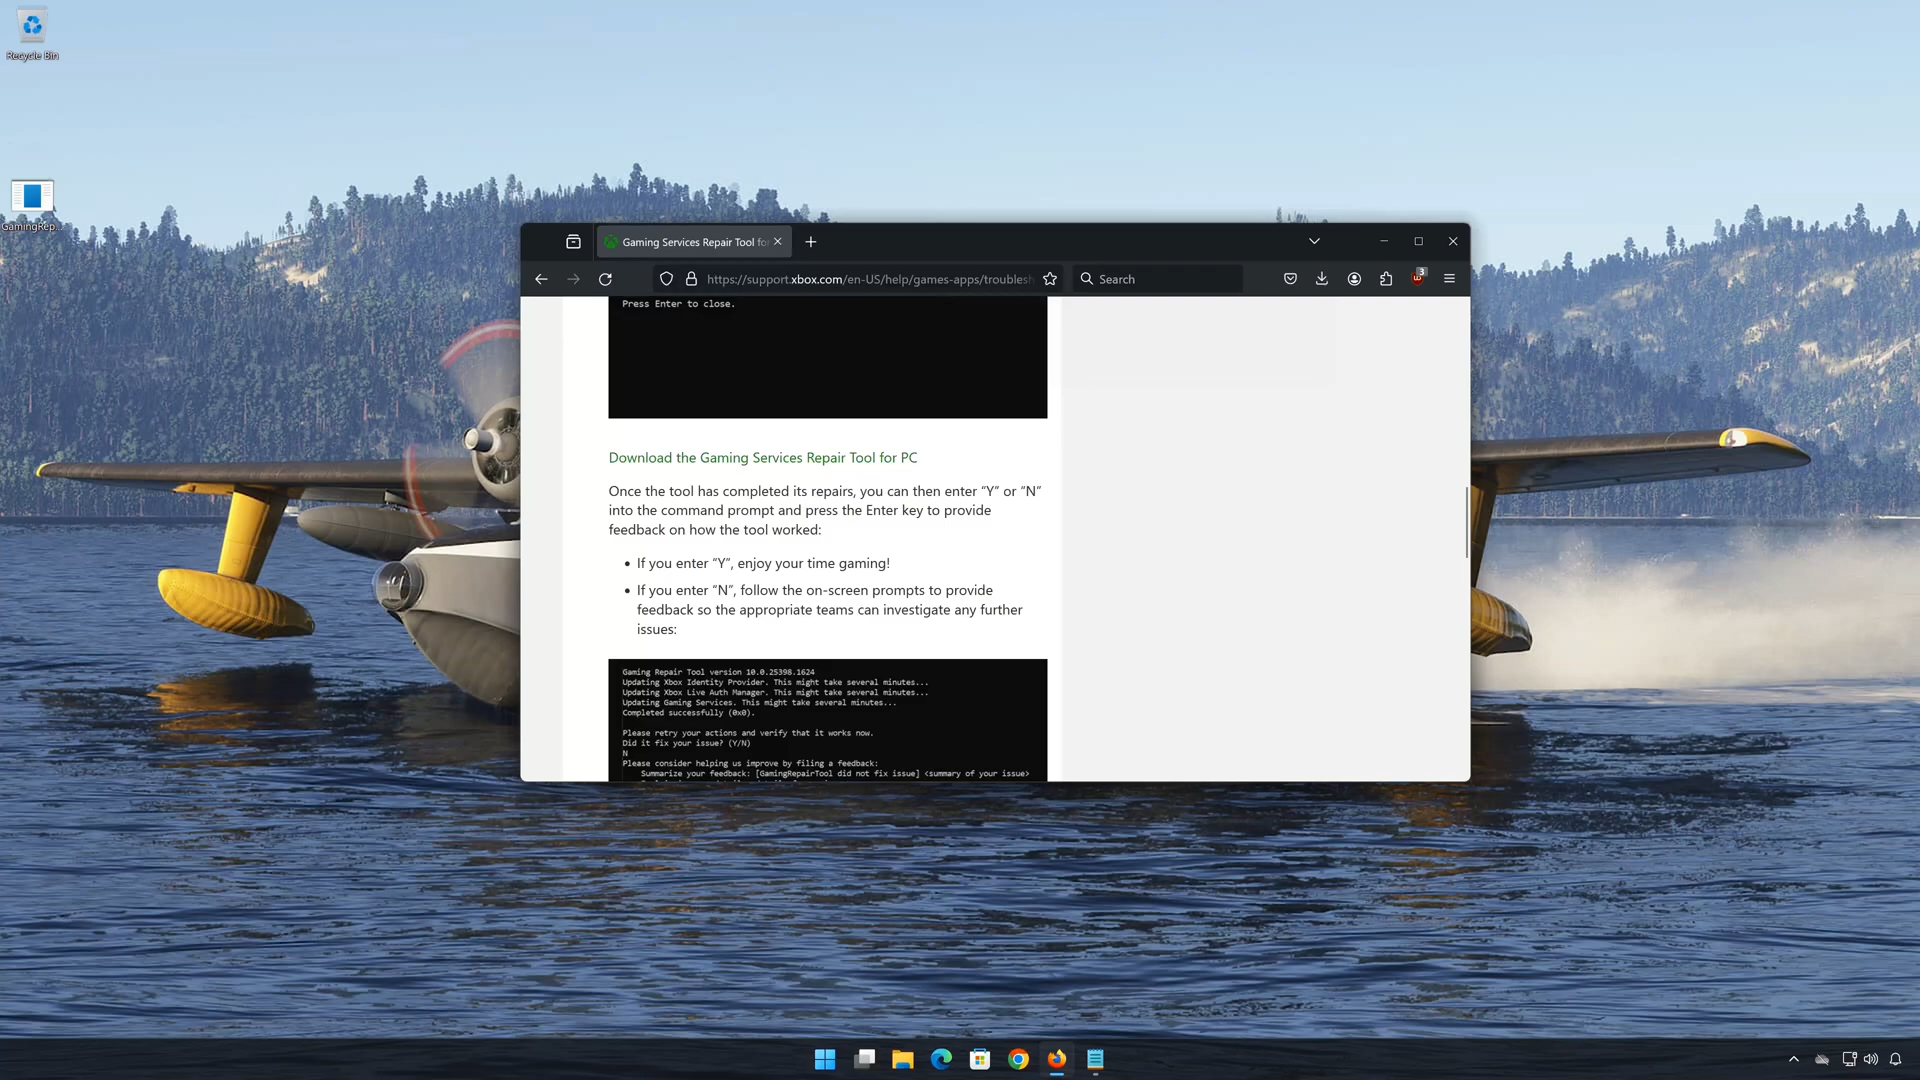 Recycle Bin
GamingRep...
Gaming Services Repair Tool fo
https://support.xbox.com/en-US/help/games-apps/troublesh
Search
3
Press Enter to close.
Download the Gaming Services Repair Tool for PC
Once the tool has completed its repairs, you can then enter “Y” or “N”
into the command prompt and press the Enter key to provide
feedback on how the tool worked:
• If you enter “Y”, enjoy your time gaming!
• If you enter “N”, follow the on-screen prompts to provide
feedback so the appropriate teams can investigate any further
issues:
Gaming Repair Tool version 10.0.25398.1624
Updating Xbox Identity Provider. This might take several minutes...
Updating Xbox Live Auth Manager. This might take several minutes...
Updating Gaming Services. This might take several minutes...
Completed successfully (0x0).
Please retry your actions and verify that it works now.
Did it fix your issue? (Y/N)
N
Please consider helping us improve by filing a feedback:
Summarize your feedback: [GamingRepairTool did not fix issue] <summary of your issue>